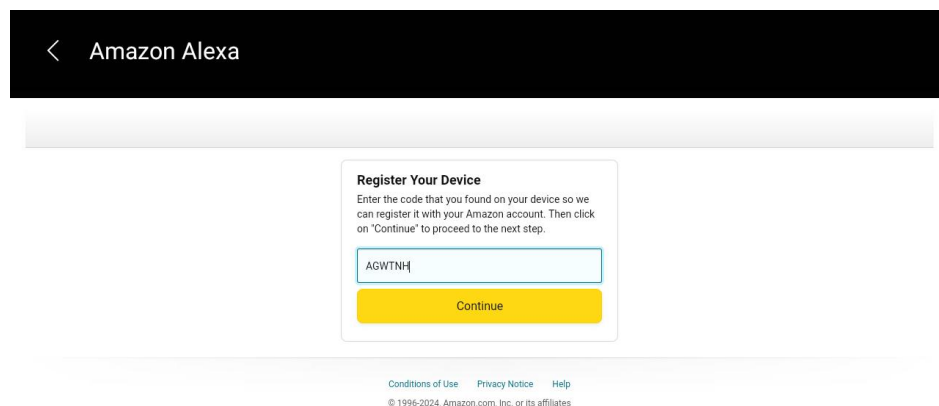 Amazon Alexa
Register Your Device
Enter the code that you found on your device so we
can register it with your Amazon account. Then click
on "Continue" to proceed to the next step.
AGWTNH
Continue
Conditions of Use Privacy Notice Help
© 1996-2024, Amazon.com, Inc. or its affiliates